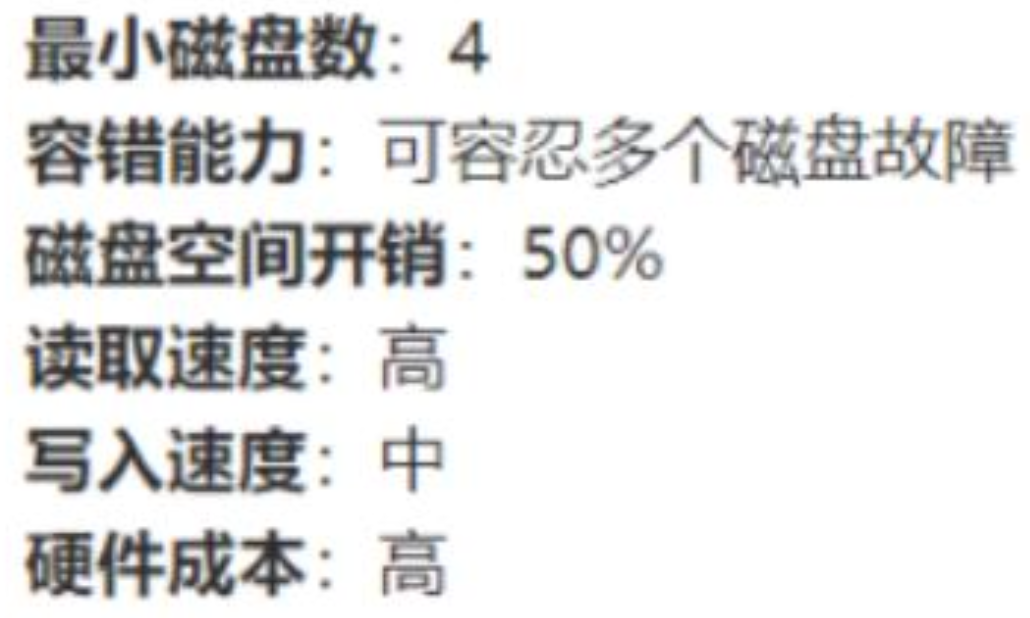 最小磁盘数：4
容错能力：可容忍多个磁盘故障
磁盘空间开销：50%
读取速度：高
写入速度：中
硬件成本：高